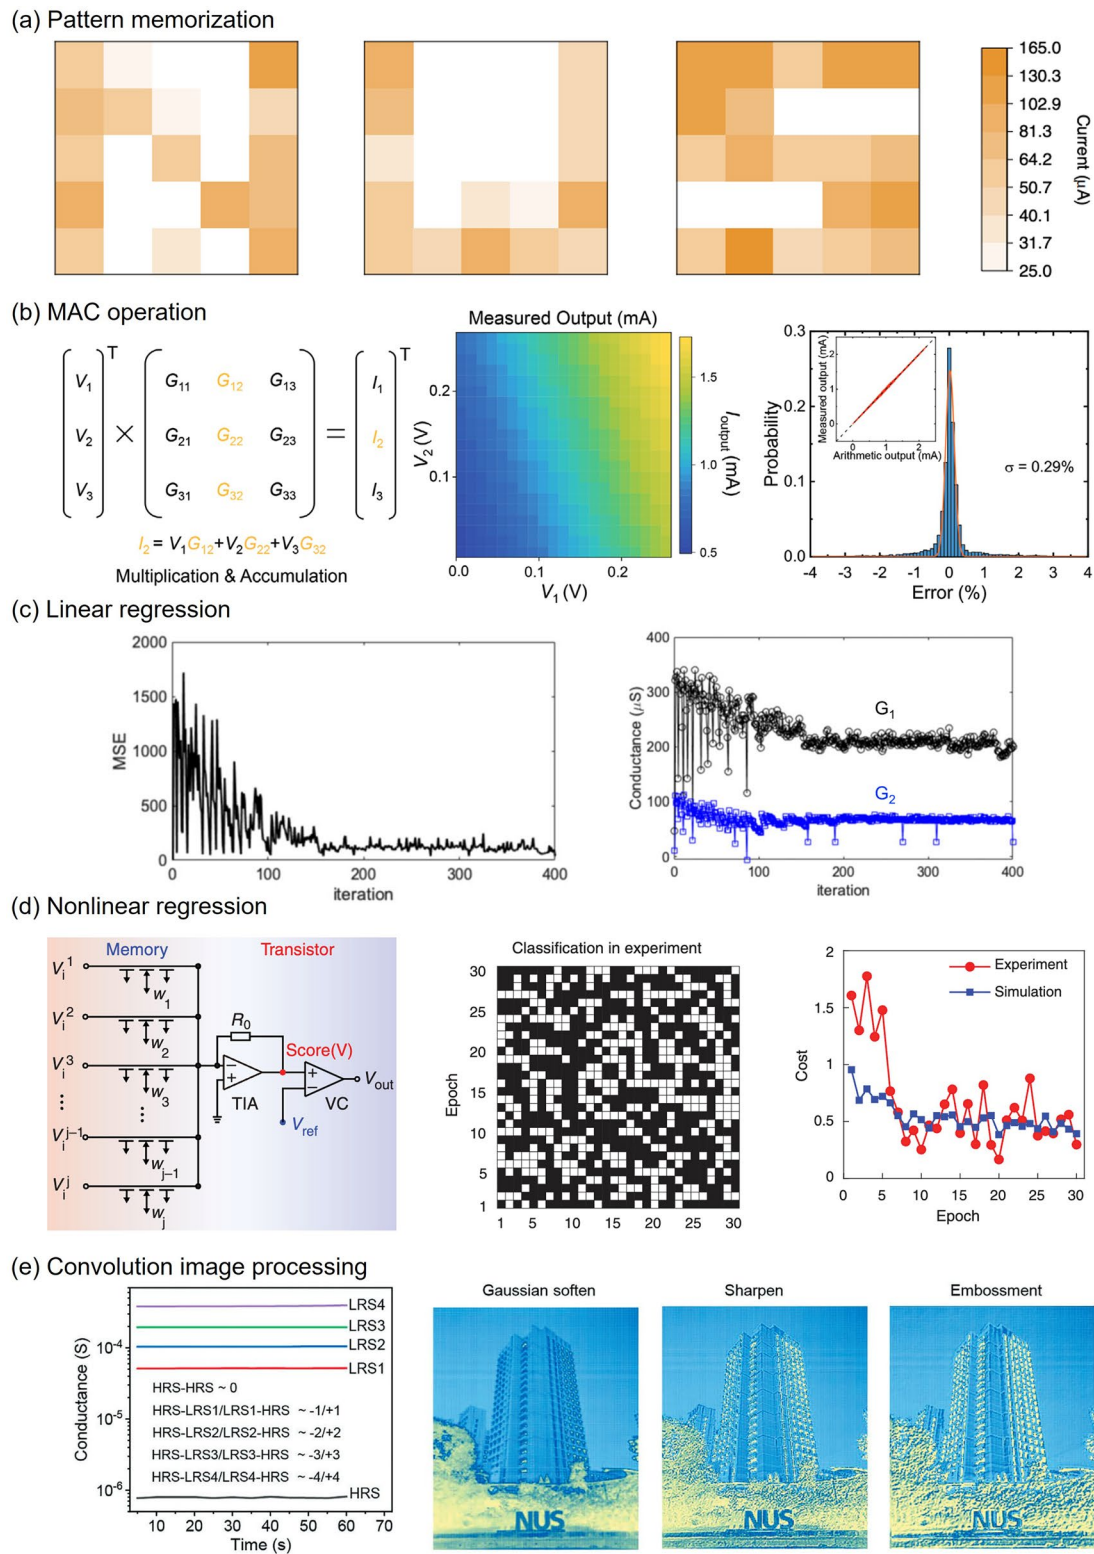 (a) Pattern memorization
165.0
130.3
102.9
81.3
64.2
50.7
40.1
31.7
25.0
Current (μA)
(b) MAC operation
V1 T G11 G12 G13 I1 T
V2 × G21 G22 G23 = I2
V3 G31 G32 G33 I3
I2 = V1G12+V2G22+V3G32
Multiplication & Accumulation
Measured Output (mA)
V2 (V)
0.2
0.1
0.0 0.1 0.2
V1 (V)
1.5
1.0
0.5
Ioutput (mA)
Probability
0.3
0.2
0.1
0.0
-4 -3 -2 -1 0 1 2 3 4
Error (%)
σ = 0.29%
Measured output (mA)
2
1
0
0 1 2
Arithmetic output (mA)
(c) Linear regression
MSE
2000
1500
1000
500
0
0 100 200 300 400
iteration
Conductance (μS)
400
300
200
100
0
G1
G2
0 100 200 300 400
iteration
(d) Nonlinear regression
Memory Transistor
Vi1
w1
Vi2
w2
Vi3
w3
⋮ ⋮
Vij−1
wj−1
Vij
wj
R0
Score(V)
− +
+ −
TIA VC
Vout
Vref
Classification in experiment
Epoch
30
25
20
15
10
5
1
1 5 10 15 20 25 30
Cost
2
1.5
1
0.5
0
Experiment
Simulation
0 5 10 15 20 25 30
Epoch
(e) Convolution image processing
Conductance (S)
10-4
10-5
10-6
LRS4
LRS3
LRS2
LRS1
HRS-HRS ~ 0
HRS-LRS1/LRS1-HRS ~ -1/+1
HRS-LRS2/LRS2-HRS ~ -2/+2
HRS-LRS3/LRS3-HRS ~ -3/+3
HRS-LRS4/LRS4-HRS ~ -4/+4
HRS
10 20 30 40 50 60 70
Time (s)
Gaussian soften
NUS
Sharpen
NUS
Embossment
NUS